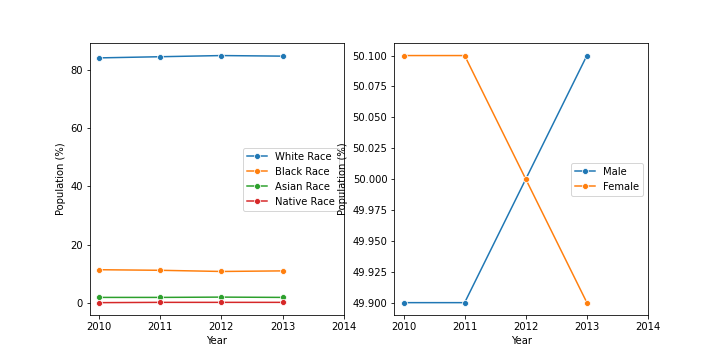 80
60
40
20
0
Population (%)
2010 2011 2012 2013 2014
Year
White Race
Black Race
Asian Race
Native Race
50.100
50.075
50.050
50.025
50.000
49.975
49.950
49.925
49.900
Population (%)
2010 2011 2012 2013 2014
Year
Male
Female